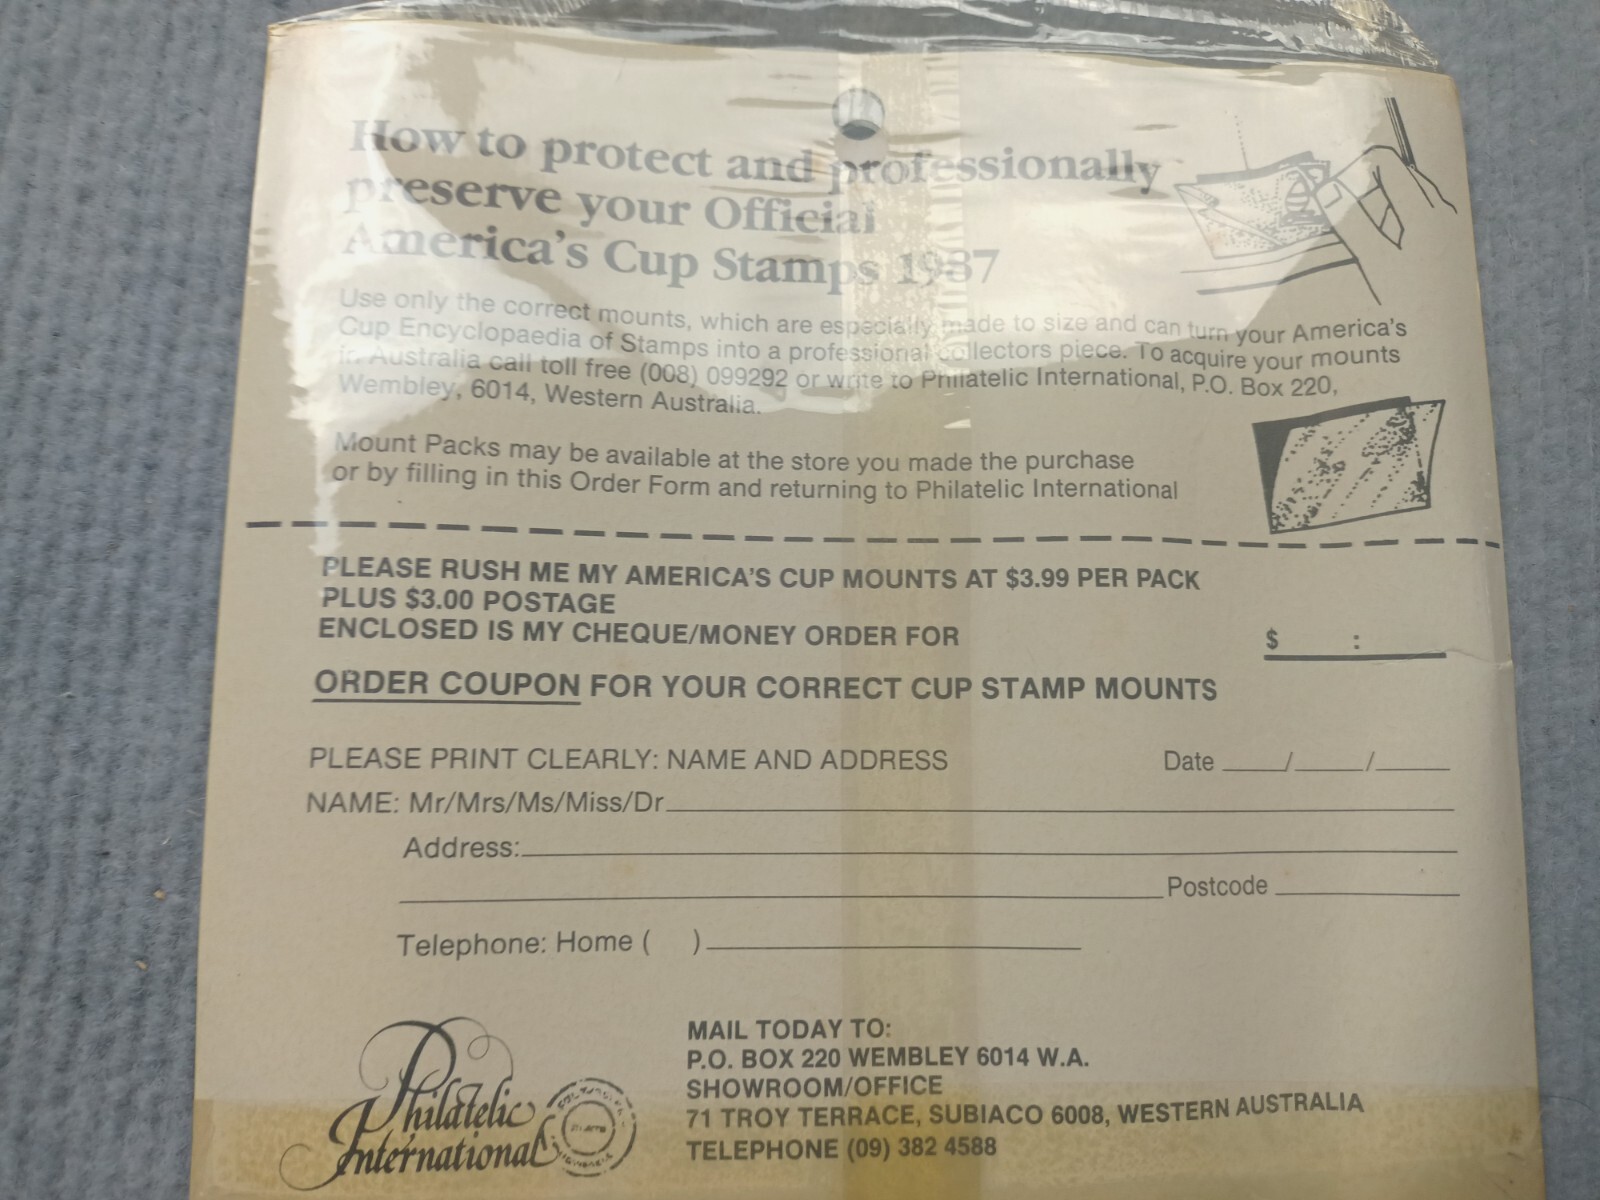 How to protect and professionally
preserve your Official
America's Cup Stamps 1987
Use only the correct mounts, which are especially made to size and can turn your America's
Cup Encyclopaedia of Stamps into a professional collectors piece. To acquire your mounts
in Australia call toll free (008) 099292 or write to Philatelic International, P.O. Box 220,
Wembley, 6014, Western Australia.
Mount Packs may be available at the store you made the purchase
or by filling in this Order Form and returning to Philatelic International
PLEASE RUSH ME MY AMERICA'S CUP MOUNTS AT $3.99 PER PACK
PLUS $3.00 POSTAGE
ENCLOSED IS MY CHEQUE/MONEY ORDER FOR $ :
ORDER COUPON FOR YOUR CORRECT CUP STAMP MOUNTS
PLEASE PRINT CLEARLY: NAME AND ADDRESS Date ____/____/____
NAME: Mr/Mrs/Ms/Miss/Dr
Address:
Postcode
Telephone: Home ( )
Philatelic
International
MAIL TODAY TO:
P.O. BOX 220 WEMBLEY 6014 W.A.
SHOWROOM/OFFICE
71 TROY TERRACE, SUBIACO 6008, WESTERN AUSTRALIA
TELEPHONE (09) 382 4588